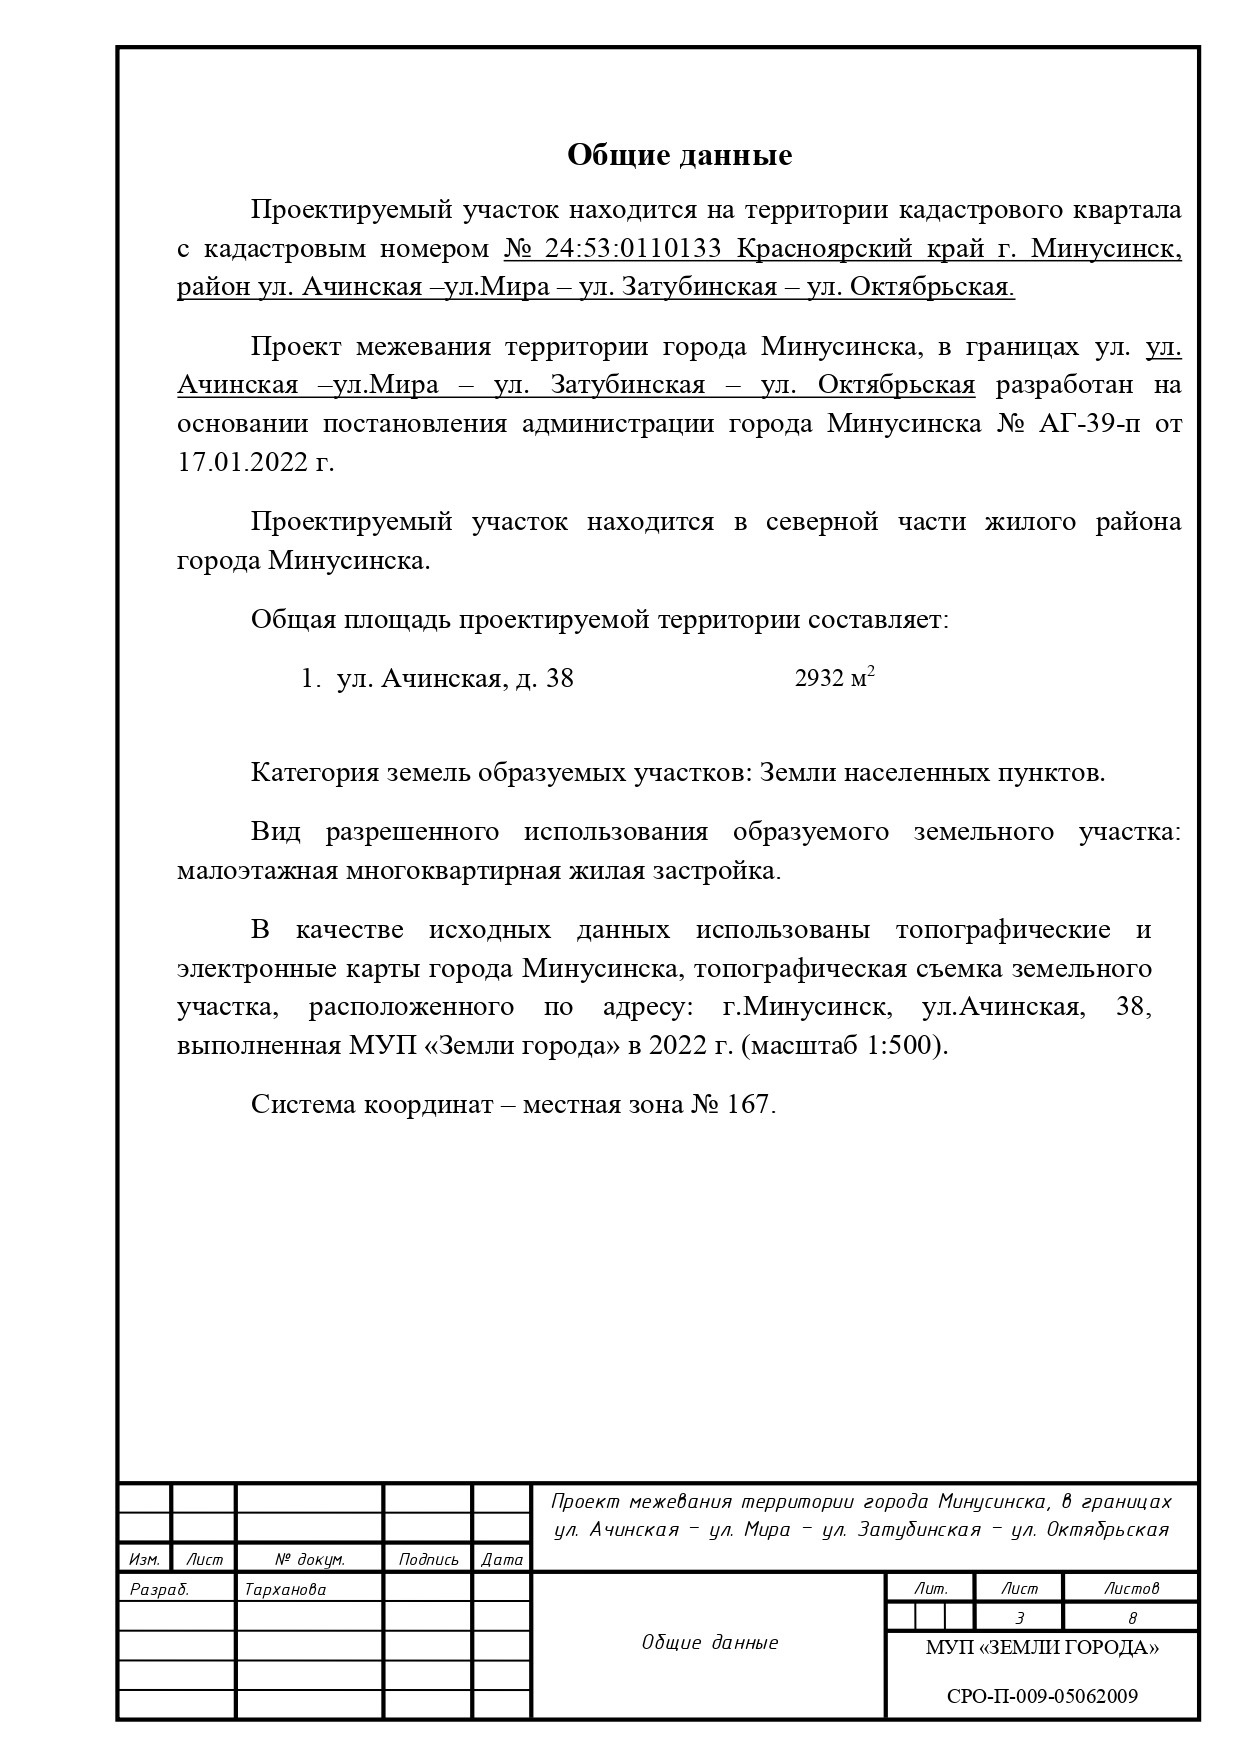 Общие данные
Проектируемый участок находится на территории кадастрового квартала
с кадастровым номером № 24:53:0110133 Красноярский край г. Минусинск,
район ул. Ачинская –ул.Мира – ул. Затубинская – ул. Октябрьская.
Проект межевания территории города Минусинска, в границах ул. ул.
Ачинская –ул.Мира – ул. Затубинская – ул. Октябрьская разработан на
основании постановления администрации города Минусинска № АГ-39-п от
17.01.2022 г.
Проектируемый участок находится в северной части жилого района
города Минусинска.
Общая площадь проектируемой территории составляет:
1. ул. Ачинская, д. 38 2932 м²
Категория земель образуемых участков: Земли населенных пунктов.
Вид разрешенного использования образуемого земельного участка:
малоэтажная многоквартирная жилая застройка.
В качестве исходных данных использованы топографические и
электронные карты города Минусинска, топографическая съемка земельного
участка, расположенного по адресу: г.Минусинск, ул.Ачинская, 38,
выполненная МУП «Земли города» в 2022 г. (масштаб 1:500).
Система координат – местная зона № 167.
Проект межевания территории города Минусинска, в границах
ул. Ачинская – ул. Мира – ул. Затубинская – ул. Октябрьская
Изм. Лист № докум. Подпись Дата
Разраб. Тарханова
Общие данные
Лит. Лист Листов
3 8
МУП «ЗЕМЛИ ГОРОДА»
СРО-П-009-05062009